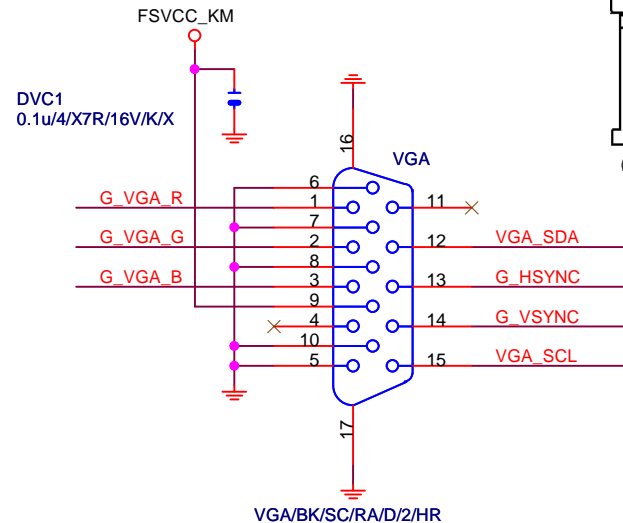 FSVCC_KM
DVC1
0.1u/4/X7R/16V/K/X
16
VGA
6
G_VGA_R 1 11
7
G_VGA_G 2 12 VGA_SDA
8
G_VGA_B 3 13 G_HSYNC
9
4 14 G_VSYNC
10
5 15 VGA_SCL
17
VGA/BK/SC/RA/D/2/HR